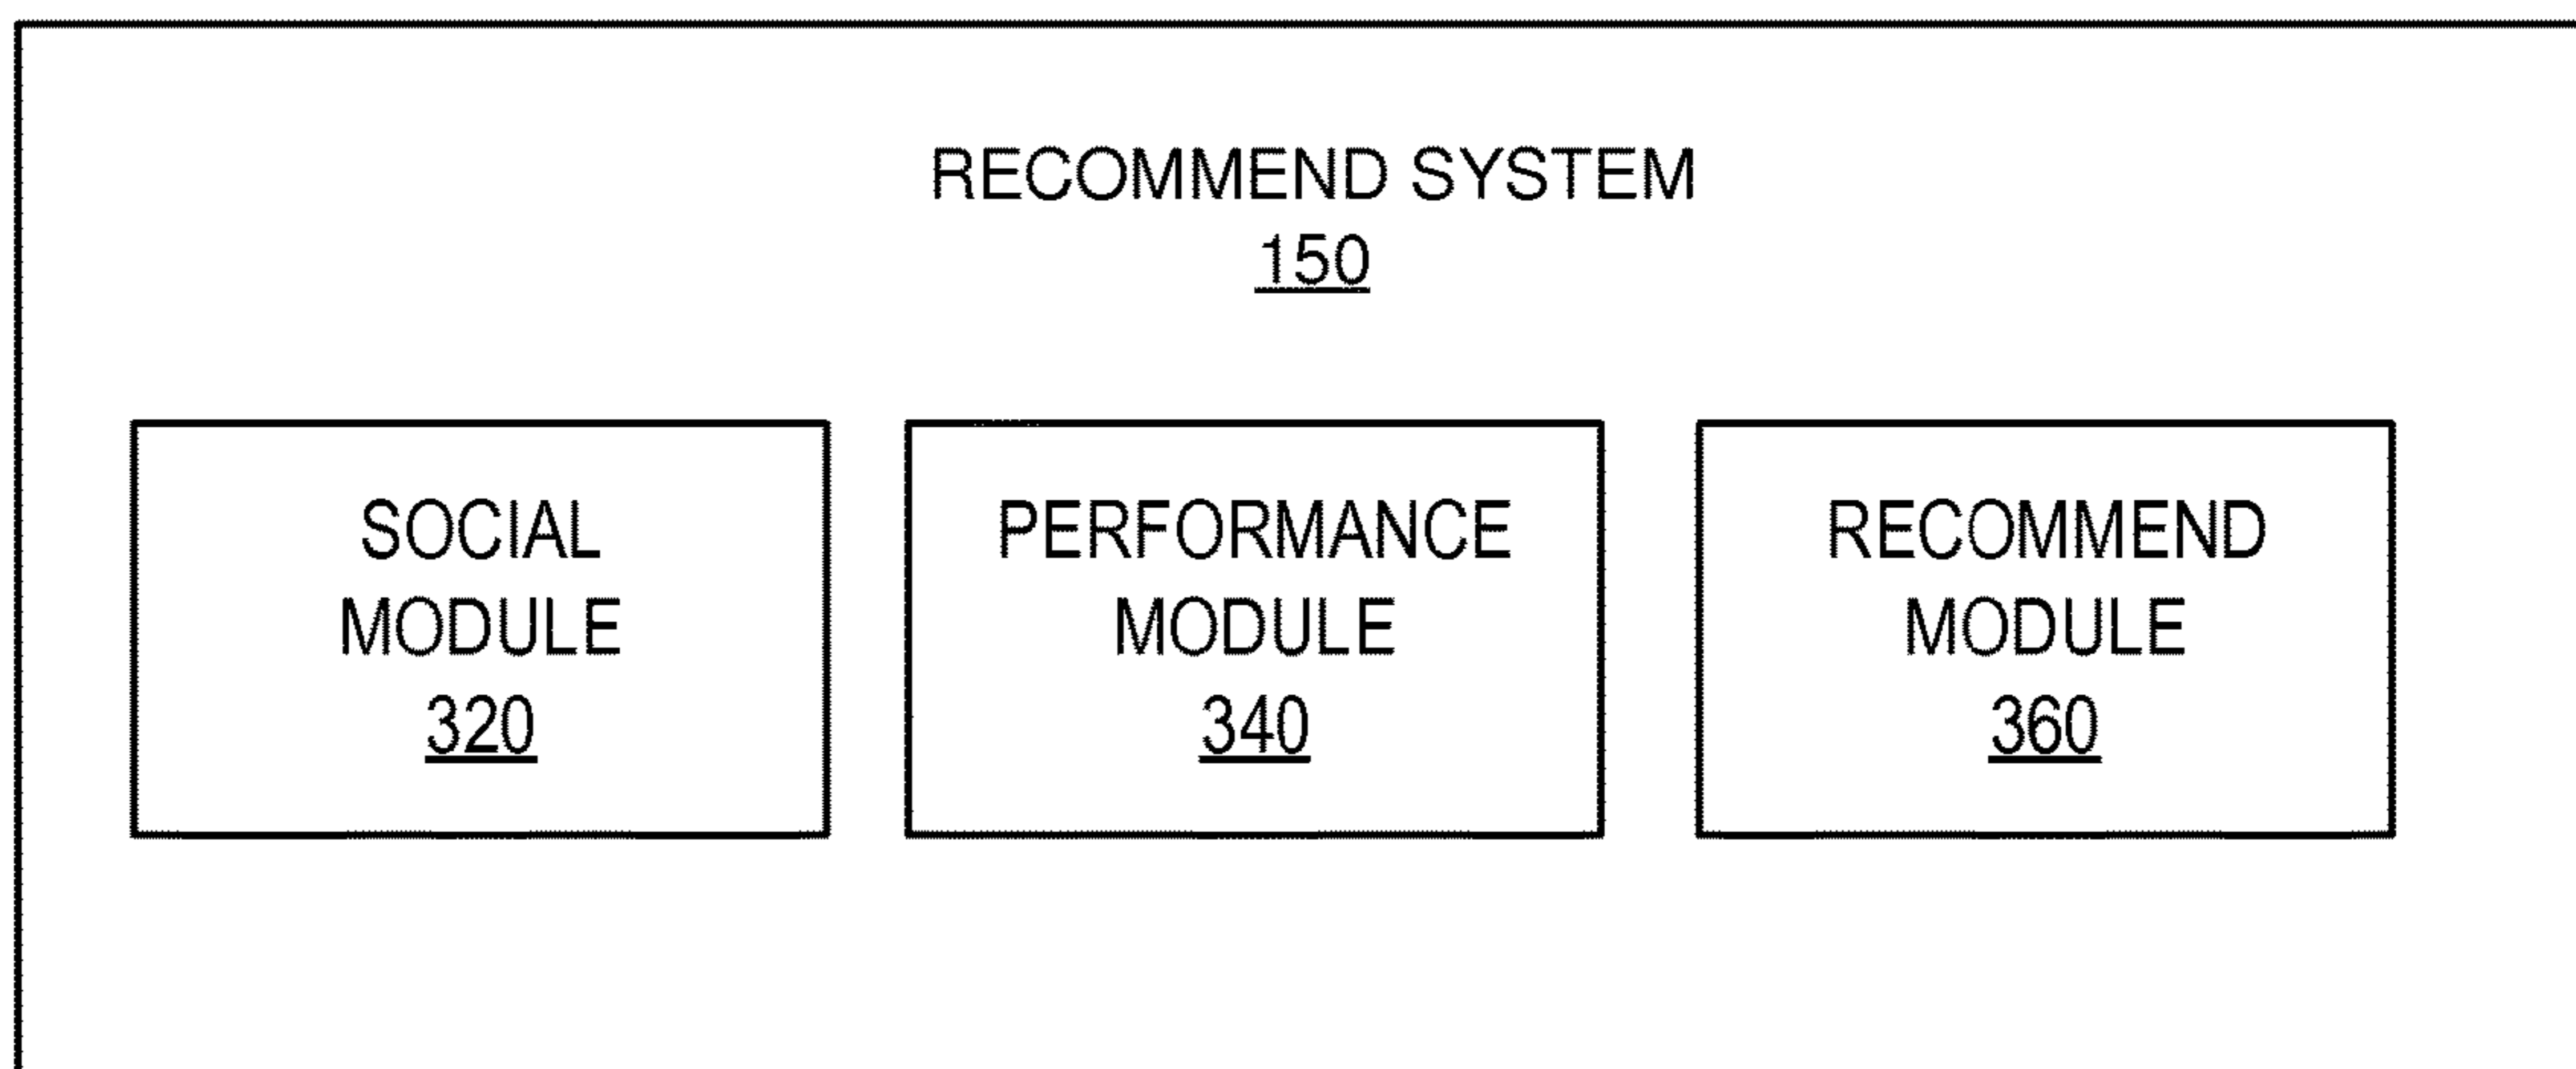 RECOMMEND SYSTEM
150
SOCIAL
MODULE
320
PERFORMANCE
MODULE
340
RECOMMEND
MODULE
360